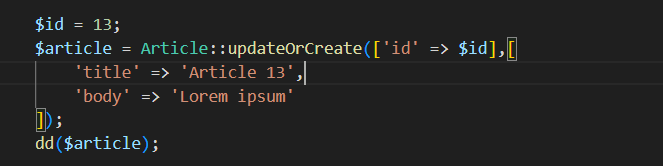 $id = 13;
$article = Article::updateOrCreate(['id' => $id],[
    'title' => 'Article 13',
    'body' => 'Lorem ipsum'
]);
dd($article);